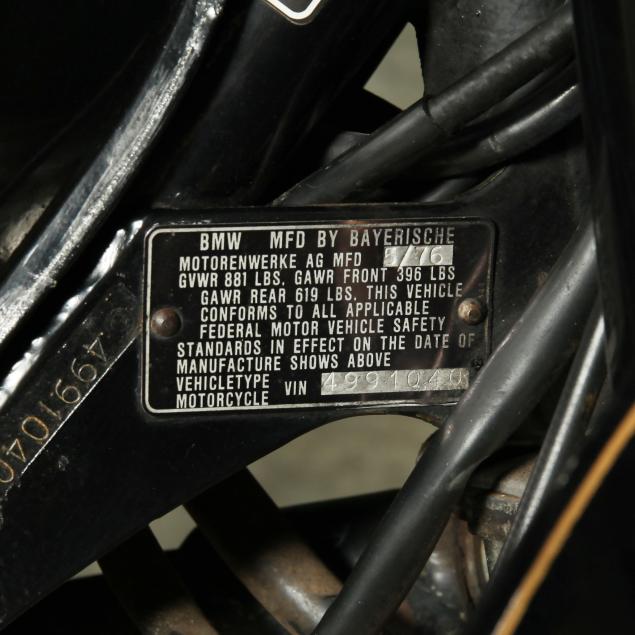 BMW MFD BY BAYERISCHE
MOTORENWERKE AG MFD 9/76
GVWR 881 LBS, GAWR FRONT 396 LBS
GAWR REAR 619 LBS, THIS VEHICLE
CONFORMS TO ALL APPLICABLE
FEDERAL MOTOR VEHICLE SAFETY
STANDARDS IN EFFECT ON THE DATE OF
MANUFACTURE SHOWS ABOVE
VEHICLETYPE VIN 4991040
MOTORCYCLE
4991040